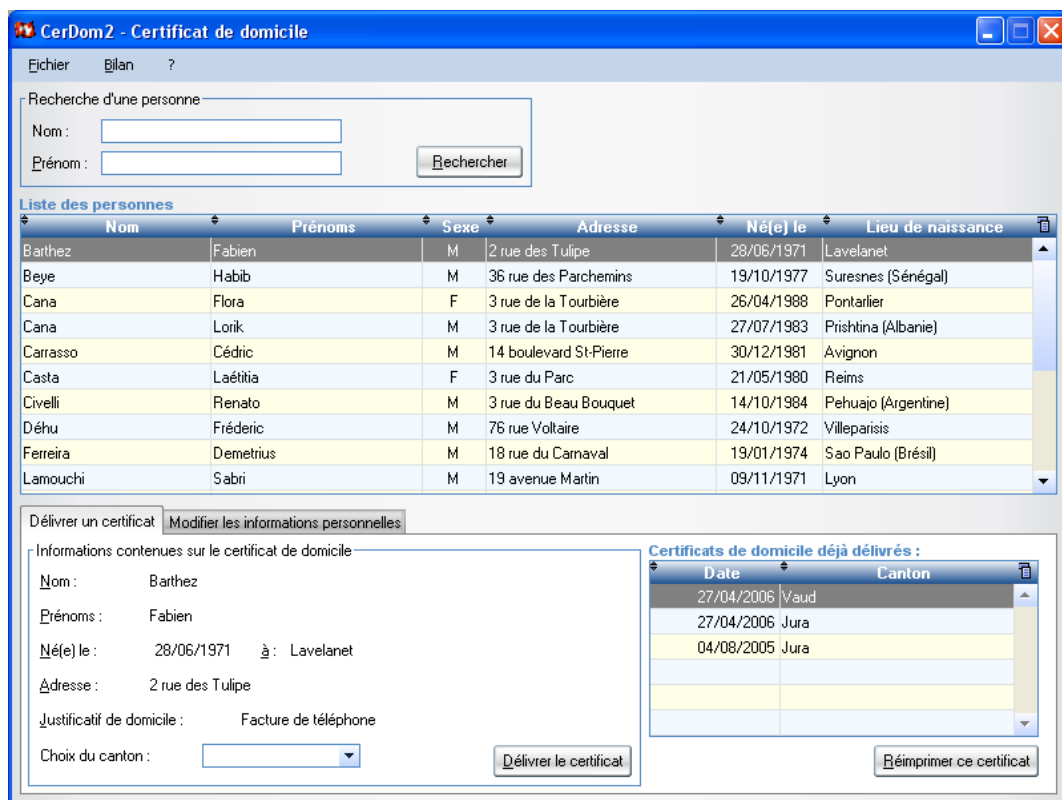 CerDom2 - Certificat de domicile
Fichier Bilan ?
Recherche d'une personne
Nom :
Prénom :
Rechercher
Liste des personnes
Nom Prénoms Sexe Adresse Né(e) le Lieu de naissance
Barthez Fabien M 2 rue des Tulipe 28/06/1971 Lavelanet
Beye Habib M 36 rue des Parchemins 19/10/1977 Suresnes (Sénégal)
Cana Flora F 3 rue de la Tourbière 26/04/1988 Pontarlier
Cana Lorik M 3 rue de la Tourbière 27/07/1983 Prishtina (Albanie)
Carrasso Cédric M 14 boulevard St-Pierre 30/12/1981 Avignon
Casta Laétitia F 3 rue du Parc 21/05/1980 Reims
Civelli Renato M 3 rue du Beau Bouquet 14/10/1984 Pehuajo (Argentine)
Déhu Fréderic M 76 rue Voltaire 24/10/1972 Villeparisis
Ferreira Demetrius M 18 rue du Carnaval 19/01/1974 Sao Paulo (Brésil)
Lamouchi Sabri M 19 avenue Martin 09/11/1971 Lyon
Délivrer un certificat Modifier les informations personnelles
Informations contenues sur le certificat de domicile
Nom : Barthez
Prénoms : Fabien
Né(e) le : 28/06/1971 à : Lavelanet
Adresse : 2 rue des Tulipe
Justificatif de domicile : Facture de téléphone
Choix du canton :
Délivrer le certificat
Certificats de domicile déjà délivrés :
Date Canton
27/04/2006 Vaud
27/04/2006 Jura
04/08/2005 Jura
Réimprimer ce certificat